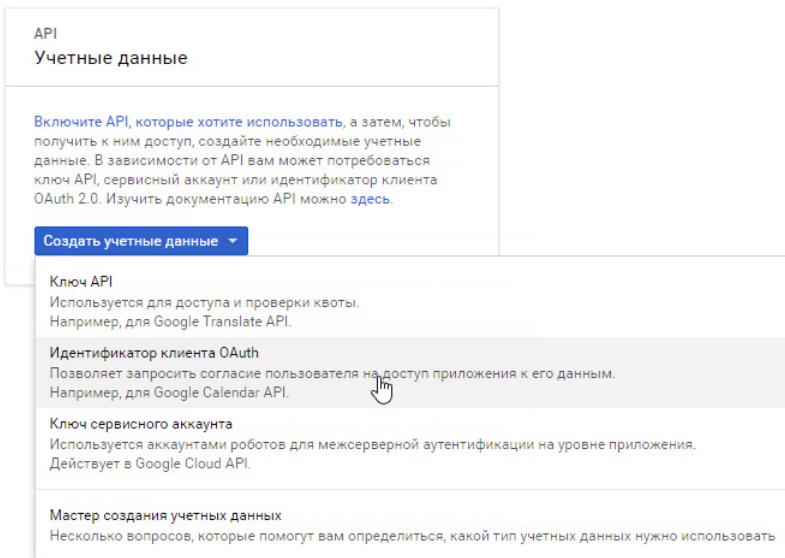 API
Учетные данные
Включите API, которые хотите использовать, а затем, чтобы
получить к ним доступ, создайте необходимые учетные
данные. В зависимости от API вам может потребоваться
ключ API, сервисный аккаунт или идентификатор клиента
OAuth 2.0. Изучить документацию API можно здесь.
Создать учетные данные
Ключ API
Используется для доступа и проверки квоты.
Например, для Google Translate API.
Идентификатор клиента OAuth
Позволяет запросить согласие пользователя на доступ приложения к его данным.
Например, для Google Calendar API.
Ключ сервисного аккаунта
Используется аккаунтами роботов для межсерверной аутентификации на уровне приложения.
Действует в Google Cloud API.
Мастер создания учетных данных
Несколько вопросов, которые помогут вам определиться, какой тип учетных данных нужно использовать